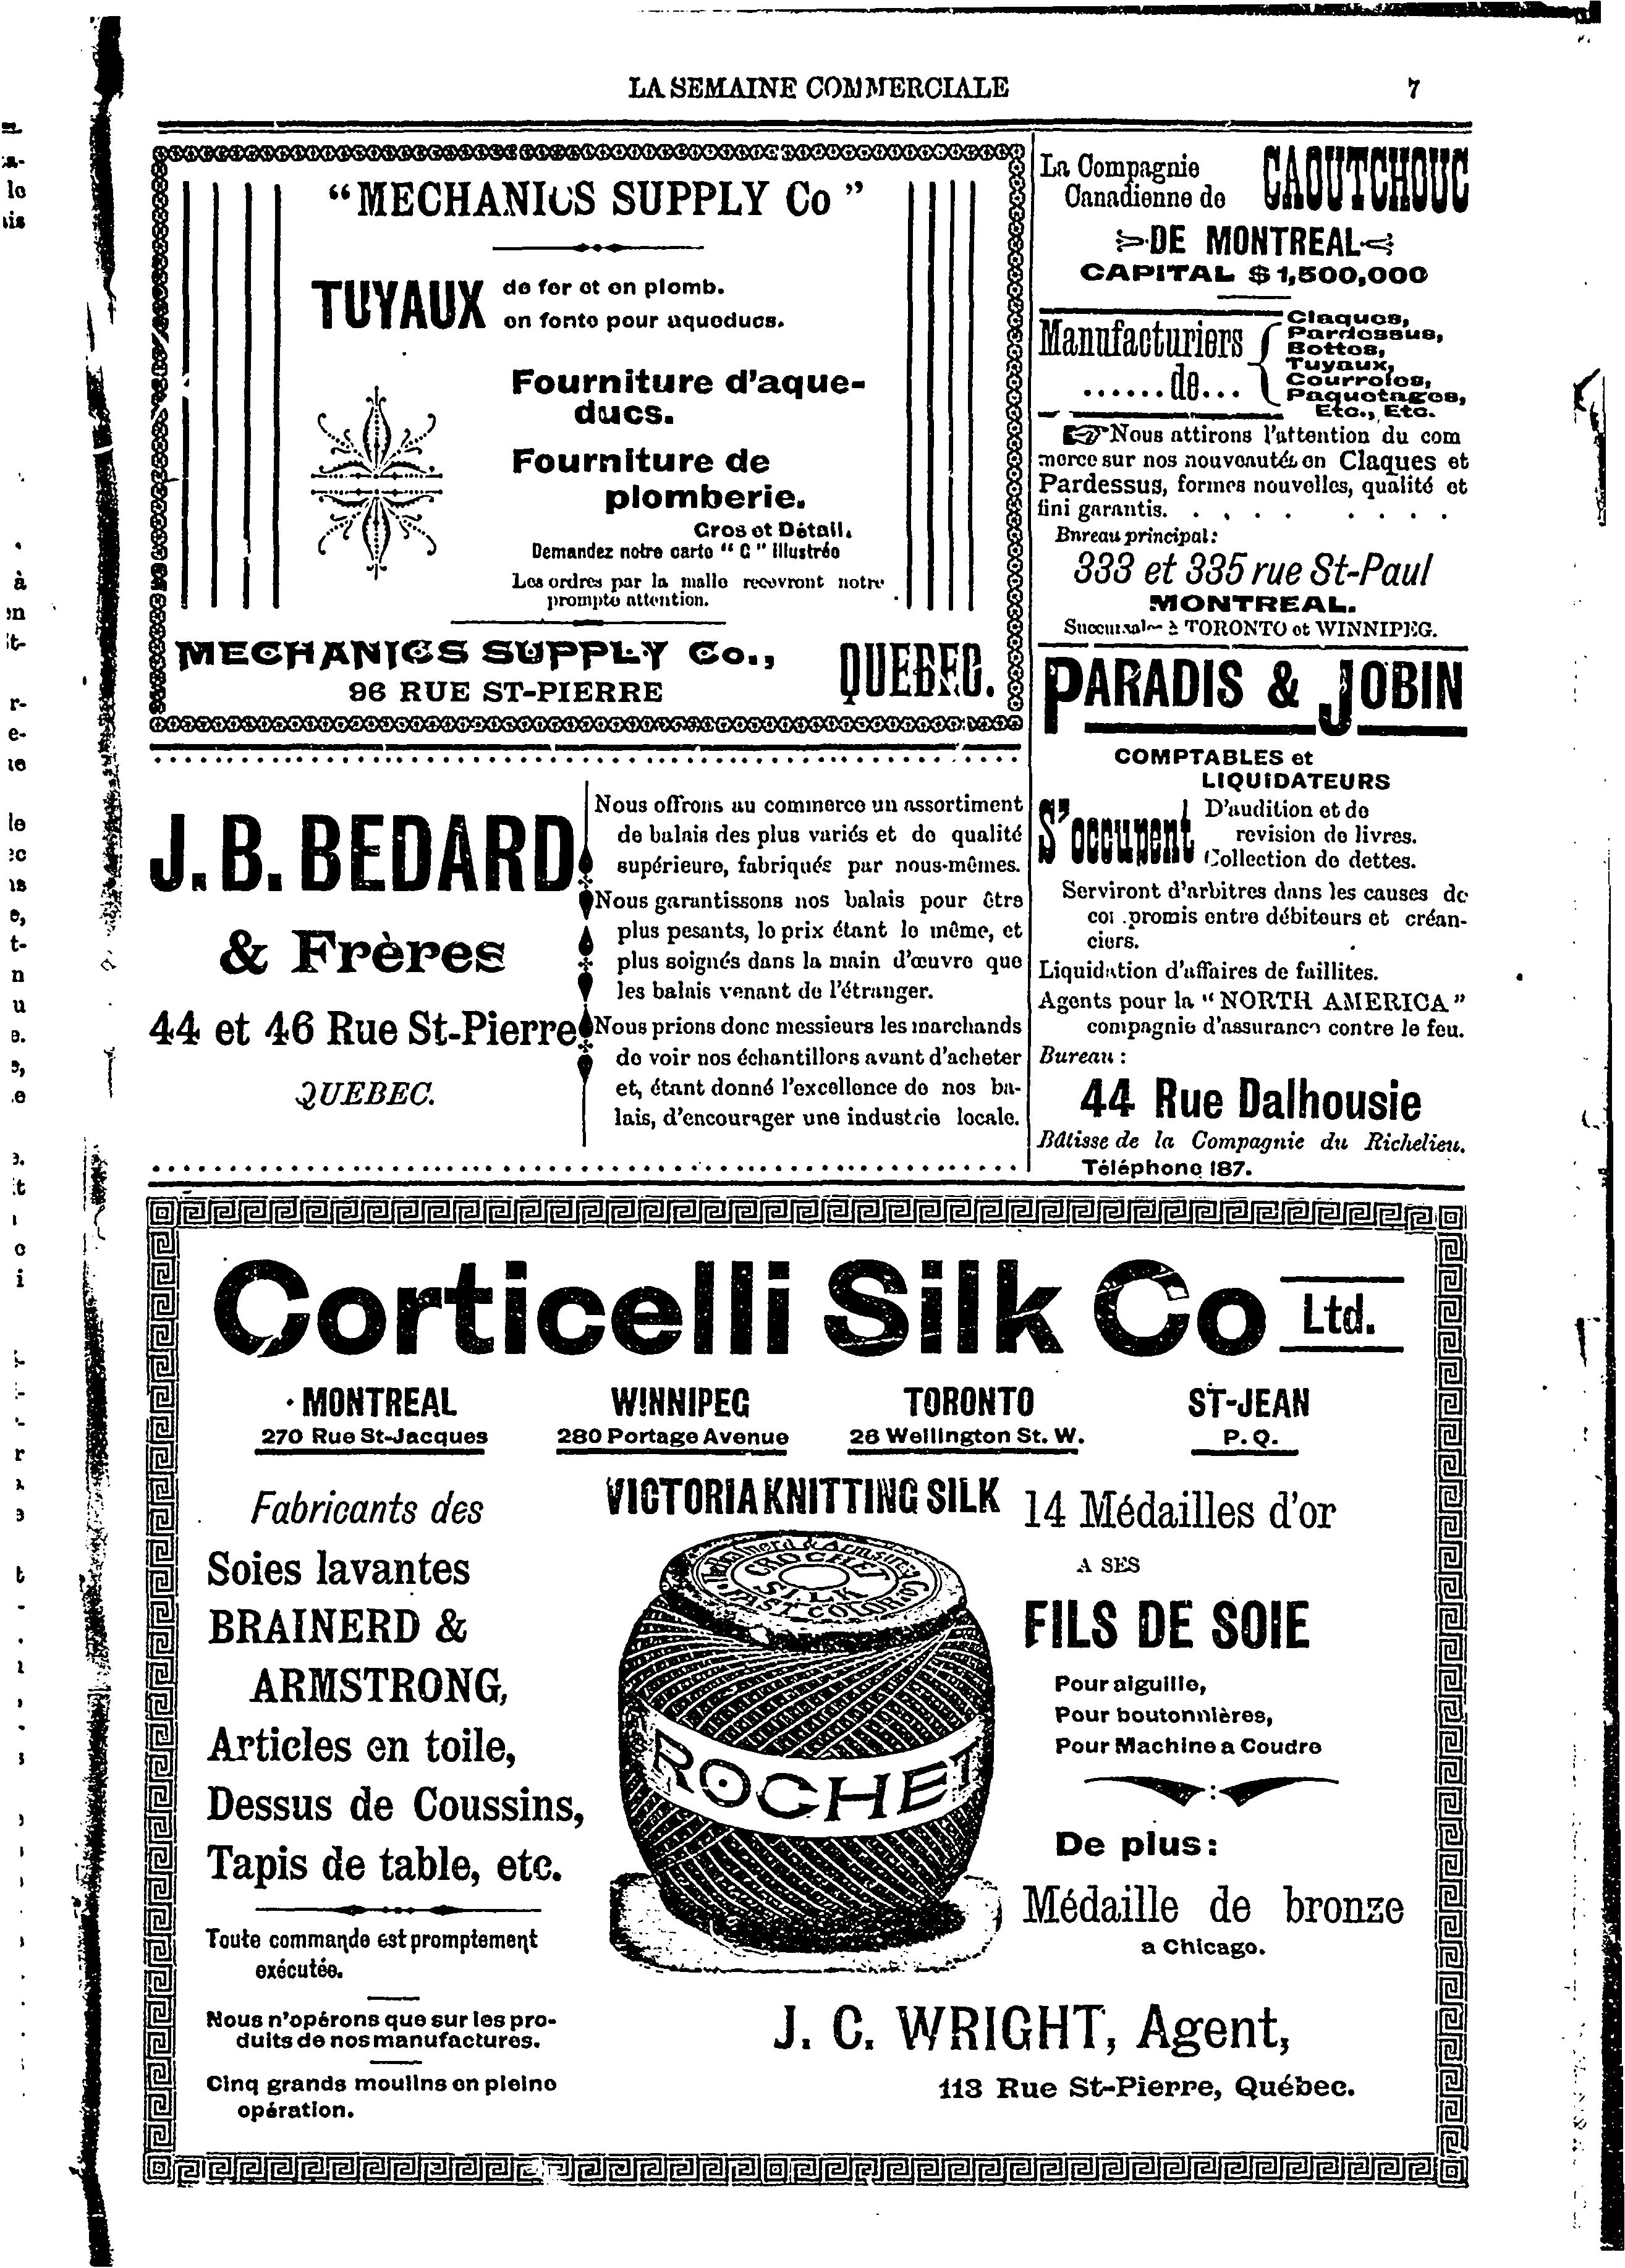 LA SEMAINE COMMERCIALE
7
"MECHANICS SUPPLY Co"
TUYAUX
de fer et en plomb.
en fonte pour aqueducs.
Fourniture d'aque-
ducs.
Fourniture de
plomberie.
Gros et Détail.
Demandez notre carte "C" illustrée
Les ordres par la malle recevront notre
prompte attention.
MECHANICS SUPPLY Co.,
96 RUE ST-PIERRE
QUEBEC.
J. B. BEDARD
& Frères
44 et 46 Rue St-Pierre
QUEBEC.
Nous offrons au commerce un assortiment
de balais des plus variés et de qualité
supérieure, fabriqués par nous-mêmes.
Nous garantissons nos balais pour être
plus pesants, le prix étant le même, et
plus soignés dans la main d'œuvre que
les balais venant de l'étranger.
Nous prions donc messieurs les marchands
de voir nos échantillons avant d'acheter
et, étant donné l'excellence de nos ba-
lais, d'encourager une industrie locale.
La Compagnie
Canadienne de
CAOUTCHOUC
DE MONTREAL
CAPITAL $1,500,000
Manufacturiers
......de...
Claques,
Pardessus,
Bottes,
Tuyaux,
Courroies,
Paquetages,
Etc., Etc.
Nous attirons l'attention du com
merce sur nos nouveautés en Claques et
Pardessus, formes nouvelles, qualité et
fini garantis. . . . . . . . .
Bureau principal:
333 et 335 rue St-Paul
MONTREAL.
Succursale à TORONTO et WINNIPEG.
PARADIS & JOBIN
COMPTABLES et
LIQUIDATEURS
S'occupent
D'audition et de
revision de livres.
Collection de dettes.
Serviront d'arbitres dans les causes de
compromis entre débiteurs et créan-
ciers.
Liquidation d'affaires de faillites.
Agents pour la "NORTH AMERICA"
compagnie d'assurance contre le feu.
Bureau :
44 Rue Dalhousie
Bâtisse de la Compagnie du Richelieu.
Téléphone 187.
Corticelli Silk Co Ltd.
MONTREAL
270 Rue St-Jacques
WINNIPEG
280 Portage Avenue
TORONTO
26 Wellington St. W.
ST-JEAN
P. Q.
Fabricants des
Soies lavantes
BRAINERD &
ARMSTRONG,
Articles en toile,
Dessus de Coussins,
Tapis de table, etc.
Toute commande est promptement
exécutée.
Nous n'opérons que sur les pro-
duits de nos manufactures.
Cinq grands moulins en pleine
opération.
VICTORIA KNITTING SILK
Brainerd & Armstrong Co
CROCHET
SILK
FAST COLOR
ROCHET
14 Médailles d'or
A SES
FILS DE SOIE
Pour aiguille,
Pour boutonnières,
Pour Machine a Coudre
De plus:
Médaille de bronze
a Chicago.
J. C. WRIGHT, Agent,
113 Rue St-Pierre, Québec.